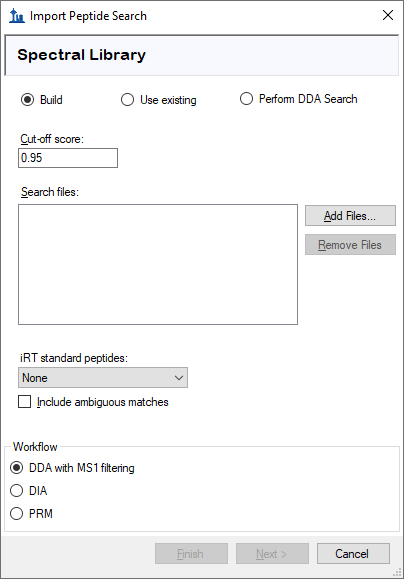 Import Peptide Search
Spectral Library
Build
Use existing
Perform DDA Search
Cut-off score:
0.95
Search files:
Add Files...
Remove Files
iRT standard peptides:
None
Include ambiguous matches
Workflow
DDA with MS1 filtering
DIA
PRM
Finish
Next >
Cancel